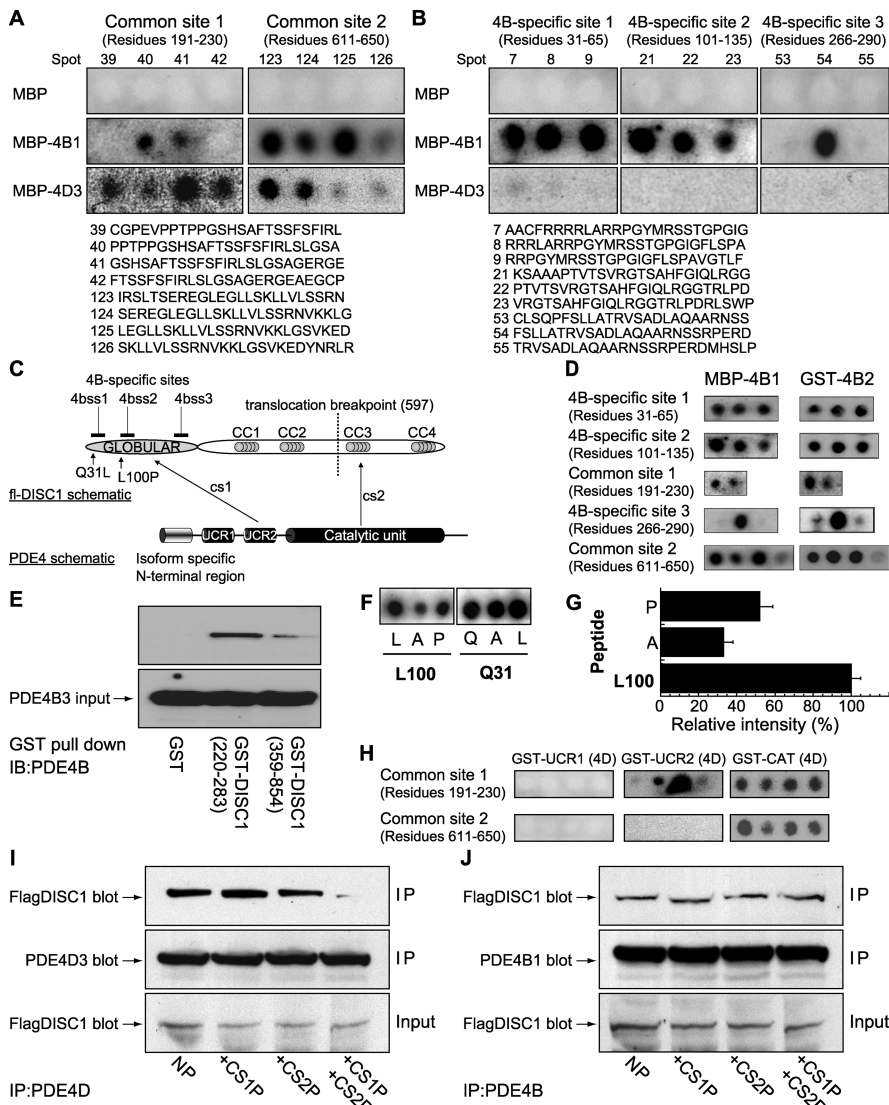 A
Common site 1
(Residues 191-230)
Common site 2
(Residues 611-650)
Spot 39 40 41 42 123 124 125 126
MBP
MBP-4B1
MBP-4D3
39 CGPEVPPTPPGSHSAFTSSFSFIRL
40 PPTPPGSHSAFTSSFSFIRLSLGSA
41 GSHSAFTSSFSFIRLSLGSAGERGE
42 FTSSFSFIRLSLGSAGERGEAEGCP
123 IRSLTSEREGLEGLLSKLLVLSSRN
124 SEREGLEGLLSKLLVLSSRNVKKLG
125 LEGLLSKLLVLSSRNVKKLGSVKED
126 SKLLVLSSRNVKKLGSVKEDYNRLR
B
4B-specific site 1
(Residues 31-65)
4B-specific site 2
(Residues 101-135)
4B-specific site 3
(Residues 266-290)
Spot 7 8 9 21 22 23 53 54 55
MBP
MBP-4B1
MBP-4D3
7 AACFRRRRLARRPGYMRSSTGPGIG
8 RRRLARRPGYMRSSTGPGIGFLSPA
9 RRPGYMRSSTGPGIGFLSPAVGTLF
21 KSAAAPTVTSVRGTSAHFGIQLRGG
22 PTVTSVRGTSAHFGIQLRGGTRLPD
23 VRGTSAHFGIQLRGGTRLPDRLSWP
53 CLSQPFSLLATRVSADLAQAARNSS
54 FSLLATRVSADLAQAARNSSRPERD
55 TRVSADLAQAARNSSRPERDMHSLP
C
4B-specific sites
4bss1 4bss2 4bss3
translocation breakpoint (597)
CC1 CC2 CC3 CC4
GLOBULAR
Q31L
L100P
fl-DISC1 schematic
cs1
cs2
UCR1 UCR2 Catalytic unit
PDE4 schematic
Isoform specific
N-terminal region
D
MBP-4B1 GST-4B2
4B-specific site 1
(Residues 31-65)
4B-specific site 2
(Residues 101-135)
Common site 1
(Residues 191-230)
4B-specific site 3
(Residues 266-290)
Common site 2
(Residues 611-650)
E
PDE4B3 input
GST pull down
IB:PDE4B
GST
GST-DISC1
(220-283)
GST-DISC1
(359-854)
F
L A P Q A L
L100 Q31
G
Peptide
P
A
L100
0 20 40 60 80 100
Relative intensity (%)
H
GST-UCR1 (4D) GST-UCR2 (4D) GST-CAT (4D)
Common site 1
(Residues 191-230)
Common site 2
(Residues 611-650)
I
FlagDISC1 blot
IP
PDE4D3 blot
IP
FlagDISC1 blot
Input
NP
+CS1P
+CS2P
+CS1P
IP:PDE4D
J
FlagDISC1 blot
IP
PDE4B1 blot
IP
FlagDISC1 blot
Input
NP
+CS1P
+CS2P
+CS1P
IP:PDE4B